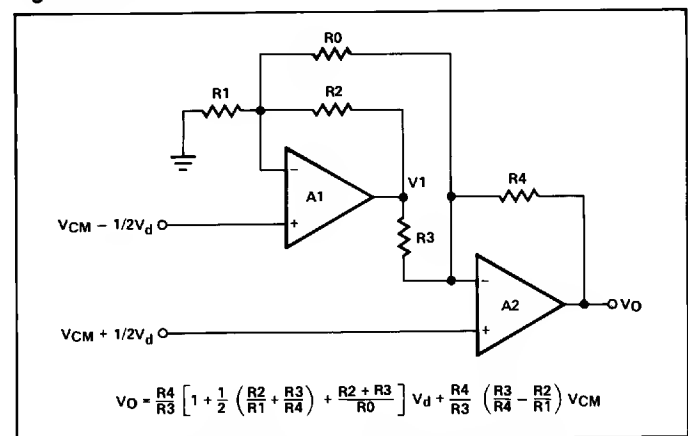 R0
R1
R2
V1
R4
A1
VCM − 1/2Vd
R3
A2
VO
VCM + 1/2Vd
VO = R4/R3 [1 + 1/2 (R2/R1 + R3/R4) + R2 + R3/R0] Vd + R4/R3 (R3/R4 − R2/R1) VCM